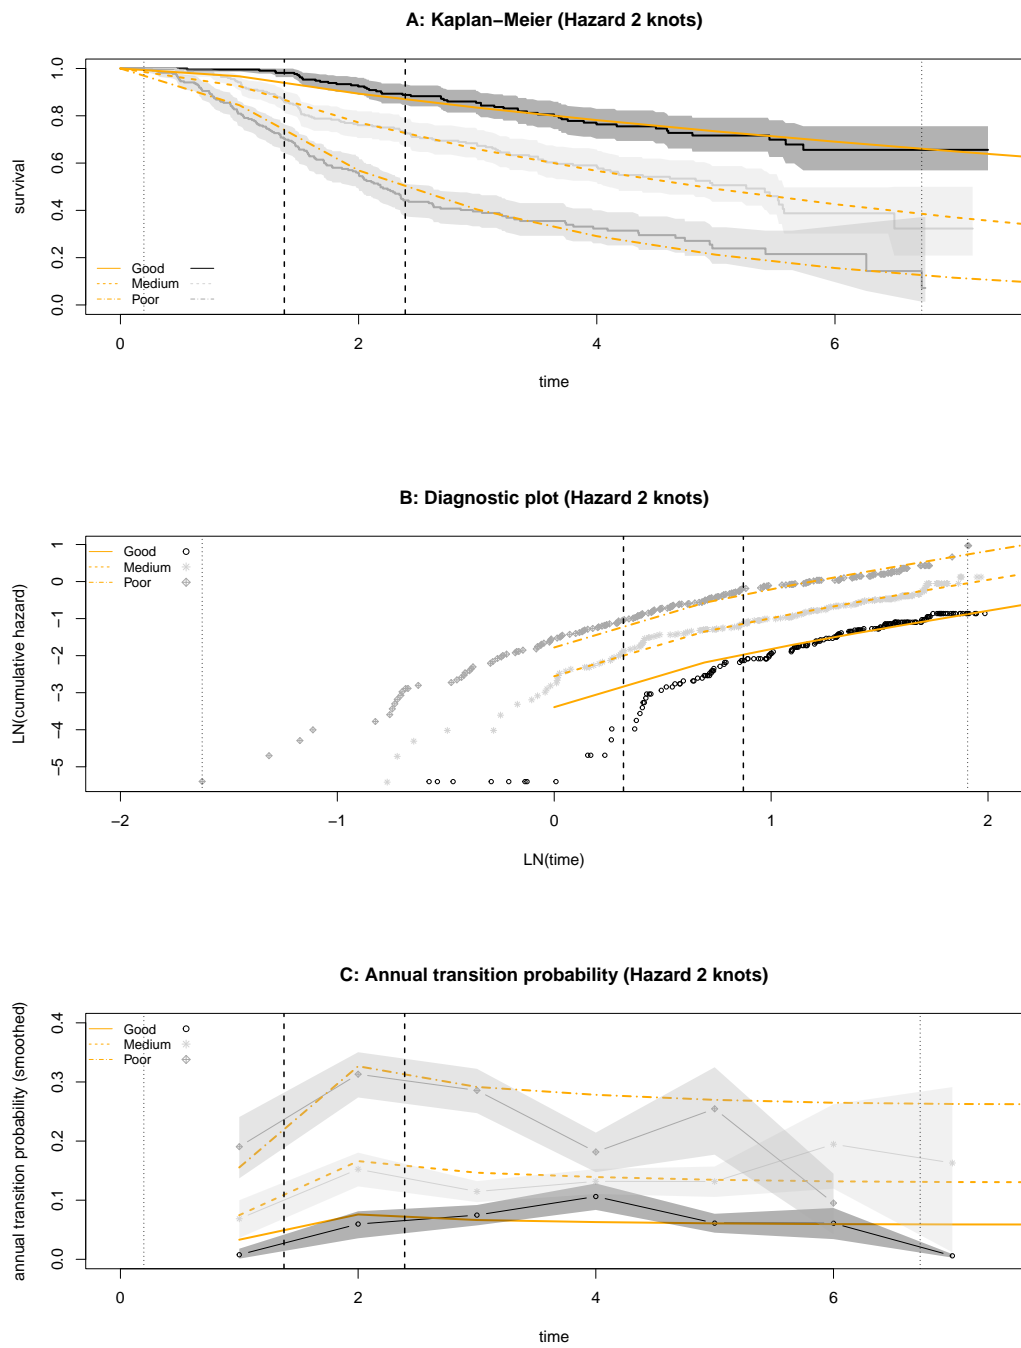 A: Kaplan−Meier (Hazard 2 knots)
survival
1.0
0.8
0.6
0.4
0.2
0.0
Good
Medium
Poor
0 2 4 6
time
B: Diagnostic plot (Hazard 2 knots)
LN(cumulative hazard)
1
0
−1
−2
−3
−4
−5
Good
Medium
Poor
−2 −1 0 1 2
LN(time)
C: Annual transition probability (Hazard 2 knots)
annual transition probability (smoothed)
0.4
0.3
0.2
0.1
0.0
Good
Medium
Poor
0 2 4 6
time